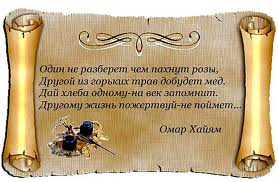 Один не разберет чем пахнут розы,
Другой из горьких трав добудет мед.
Дай хлеба одному-на век запомнит.
Другому жизнь пожертвуй-не поймет...
Омар Хайям